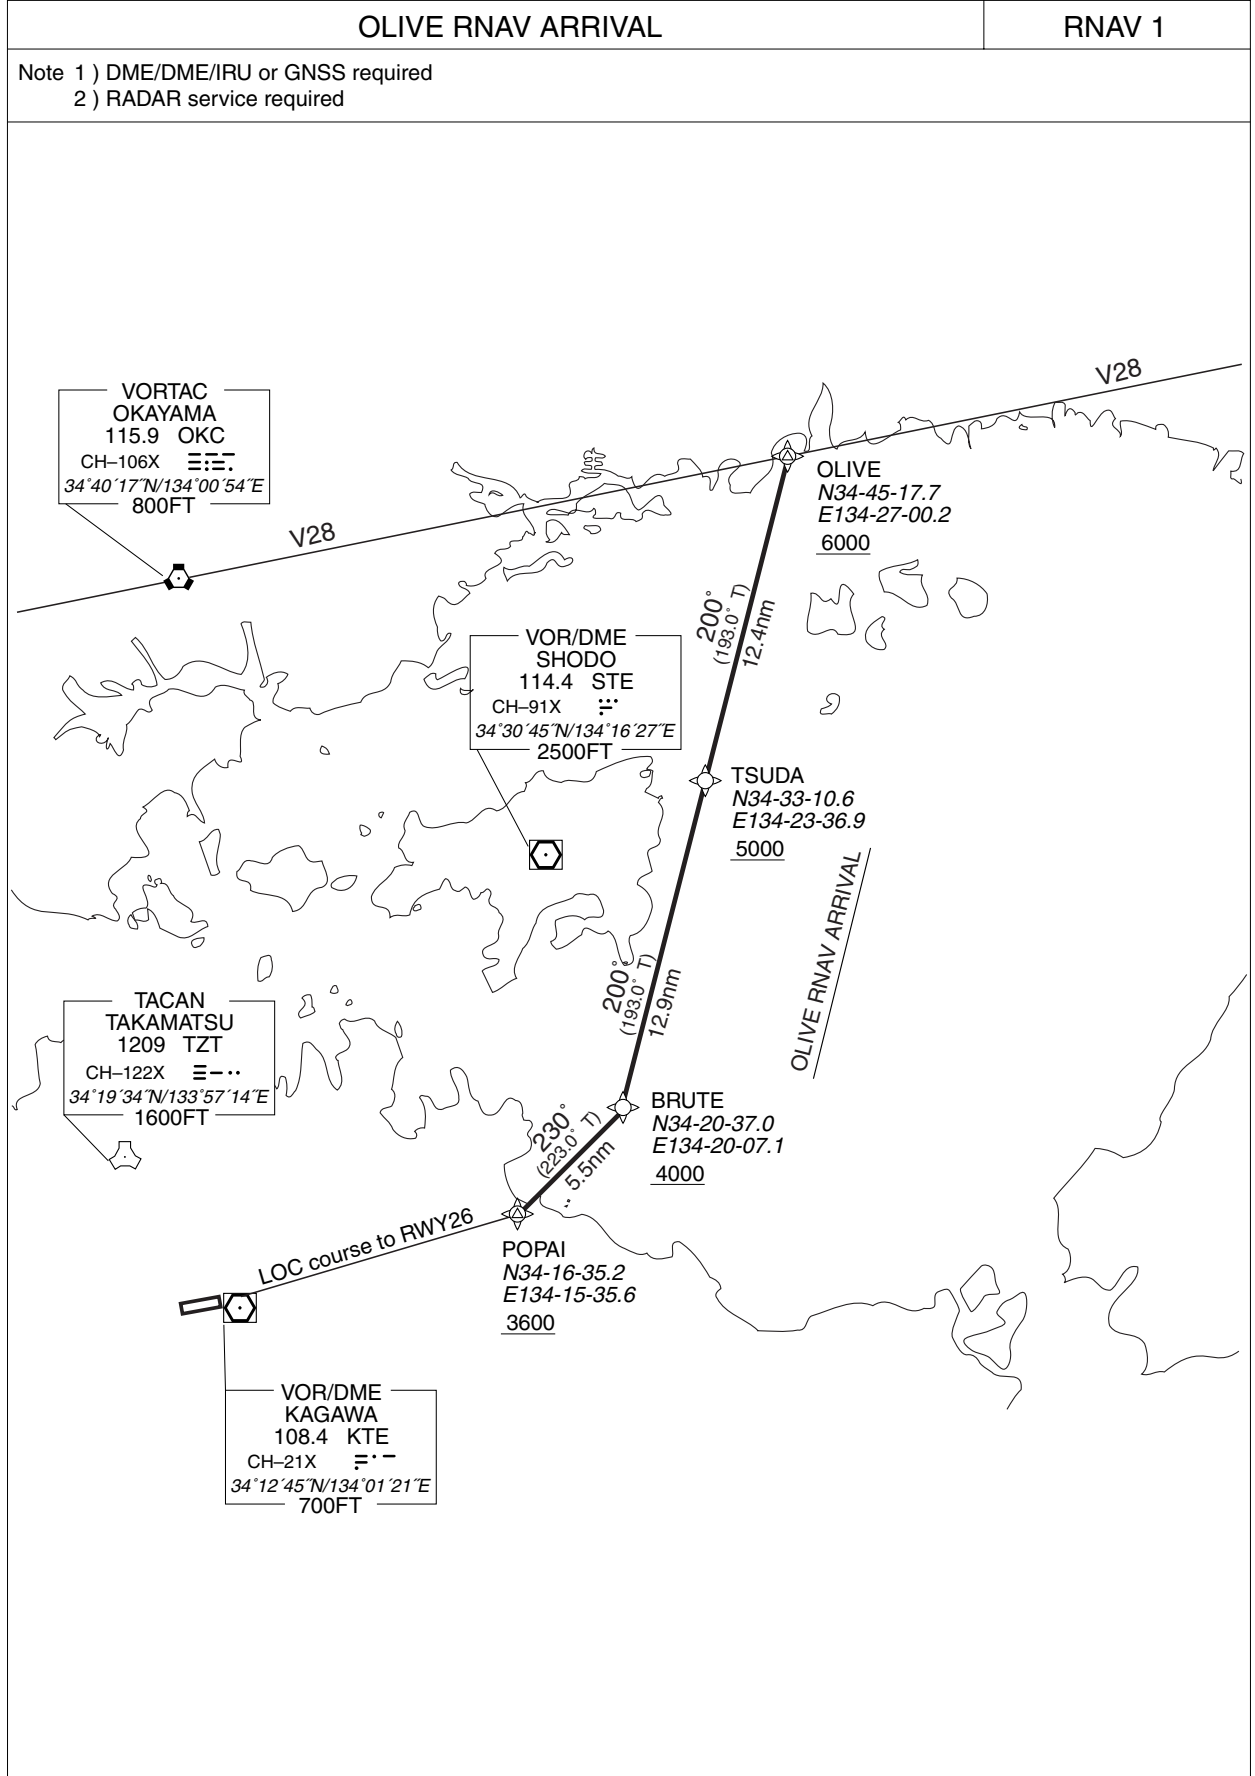 OLIVE RNAV ARRIVAL
RNAV 1
Note 1 ) DME/DME/IRU or GNSS required
2 ) RADAR service required
V28
VORTAC
OKAYAMA
115.9 OKC
CH–106X
34°40´17˝N/134°00´54˝E
800FT
V28
OLIVE
N34-45-17.7
E134-27-00.2
6000
200°
(193.0° T)
12.4nm
VOR/DME
SHODO
114.4 STE
CH–91X
34°30´45˝N/134°16´27˝E
2500FT
TSUDA
N34-33-10.6
E134-23-36.9
5000
OLIVE RNAV ARRIVAL
200°
(193.0° T)
12.9nm
TACAN
TAKAMATSU
1209 TZT
CH–122X
34°19´34˝N/133°57´14˝E
1600FT
BRUTE
N34-20-37.0
E134-20-07.1
4000
230°
(223.0° T)
5.5nm
LOC course to RWY26
POPAI
N34-16-35.2
E134-15-35.6
3600
VOR/DME
KAGAWA
108.4 KTE
CH–21X
34°12´45˝N/134°01´21˝E
700FT